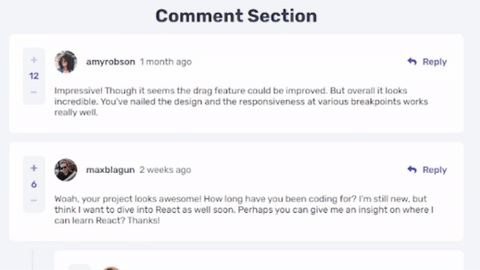 Comment Section
+
12
−
amyrobson 1 month ago
Reply
Impressive! Though it seems the drag feature could be improved. But overall it looks
incredible. You've nailed the design and the responsiveness at various breakpoints works
really well.
+
6
−
maxblagun 2 weeks ago
Reply
Woah, your project looks awesome! How long have you been coding for? I'm still new, but
think I want to dive into React as well soon. Perhaps you can give me an insight on where I
can learn React? Thanks!